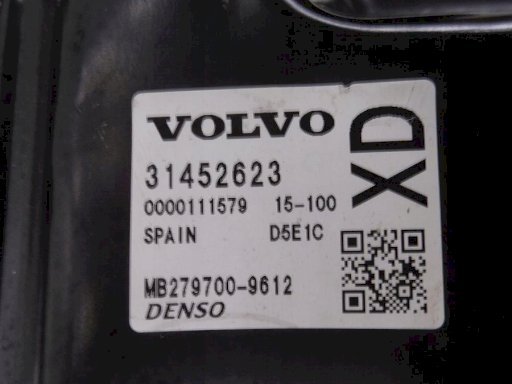 VOLVO
31452623
0000111579 15-100
SPAIN D5E1C
MB279700-9612
DENSO
XD